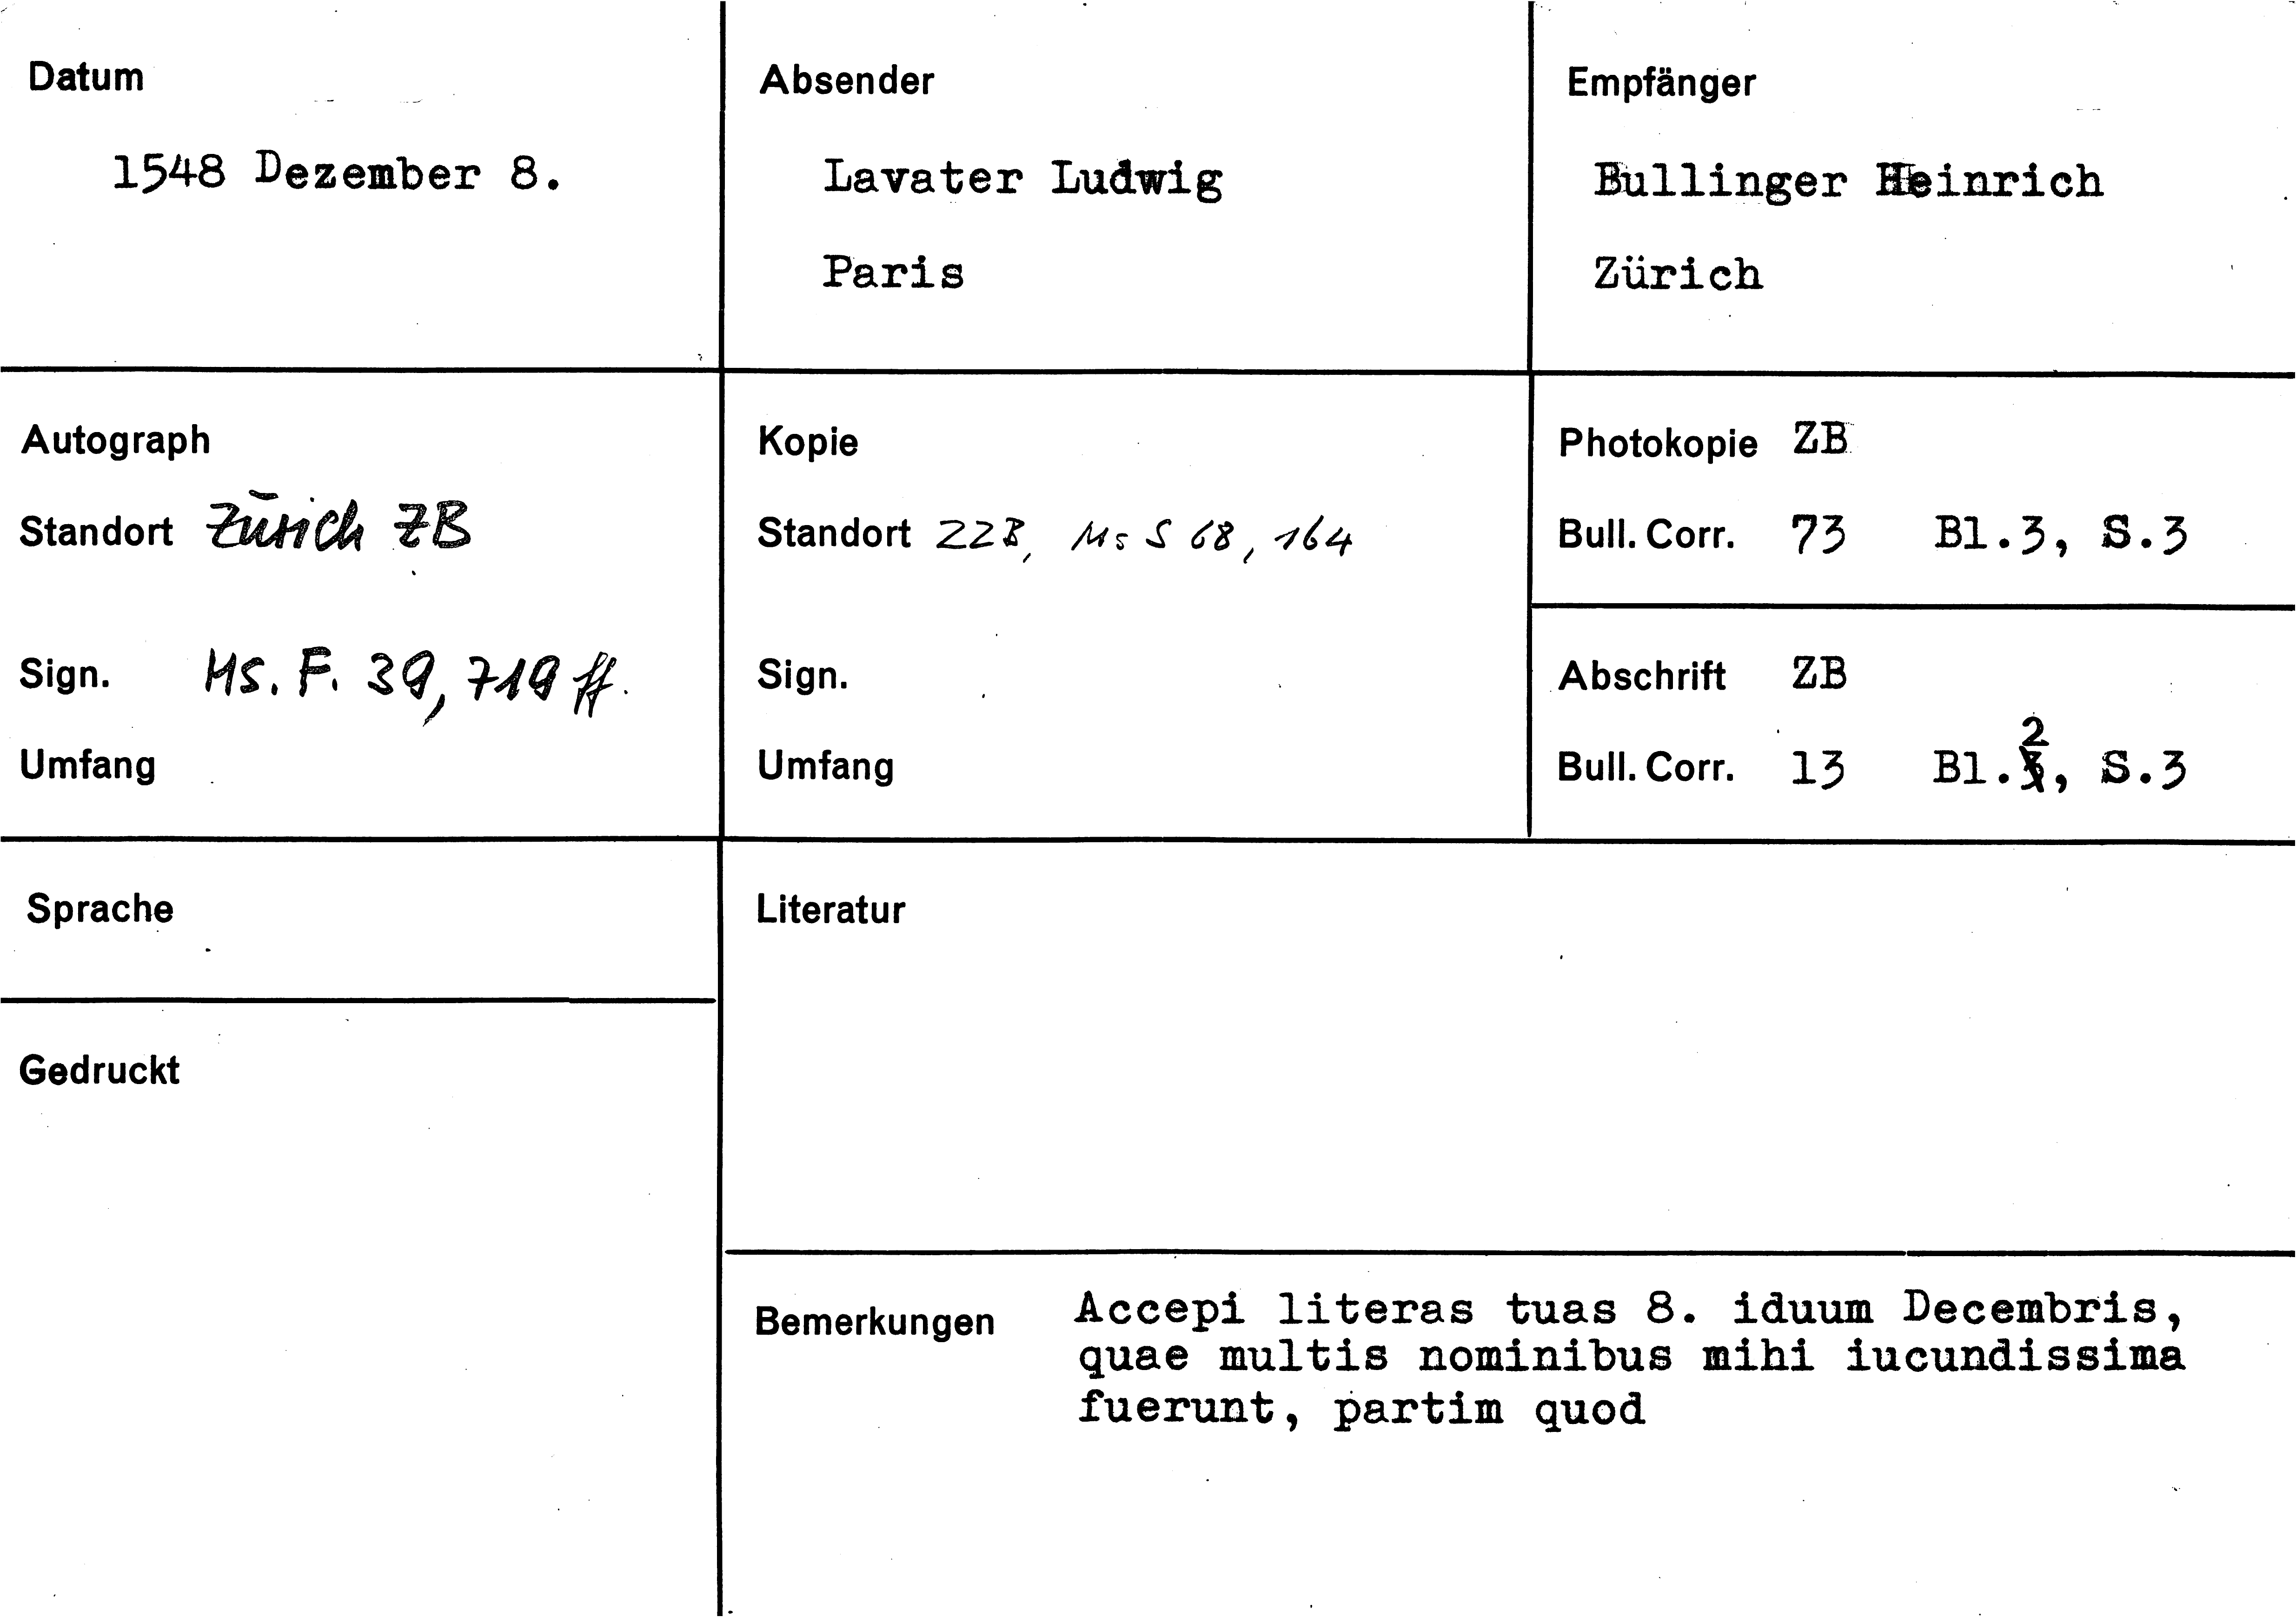 Datum
1548 Dezember 8.
Absender
Lavater Ludwig
Paris
Empfänger
Bullinger Heinrich
Zürich
Autograph
Standort Zürich ZB
Sign. Ms. F. 39, 719 ff.
Umfang
Kopie
Standort ZZB, Ms S 68, 164
Sign.
Umfang
Photokopie ZB
Bull. Corr. 73 Bl.3, S.3
Abschrift ZB
Bull. Corr. 13 Bl.2, S.3
Sprache
Gedruckt
Literatur
Bemerkungen
Accepi literas tuas 8. iduum Decembris,
quae multis nominibus mihi iucundissima
fuerunt, partim quod